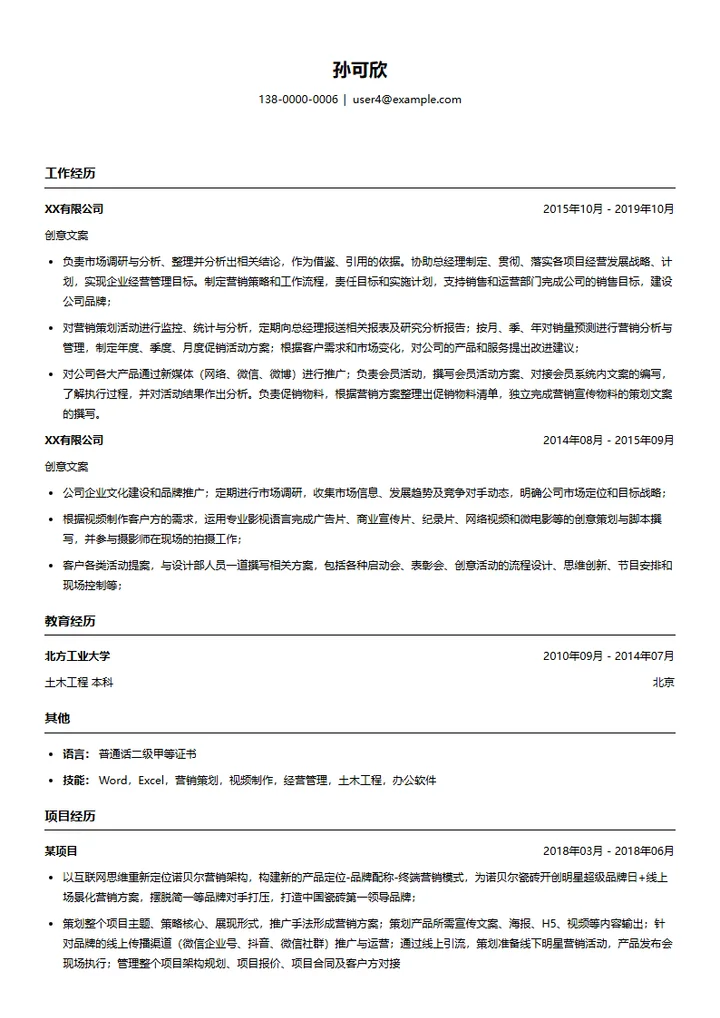 孙可欣
138-0000-0006 | user4@example.com
工作经历
XX有限公司 2015年10月 - 2019年10月
创意文案
• 负责市场调研与分析、整理并分析出相关结论，作为借鉴、引用的依据。协助总经理制定、贯彻、落实各项目经营发展战略、计
划，实现企业经营管理目标。制定营销策略和工作流程，责任目标和实施计划，支持销售和运营部门完成公司的销售目标，建设
公司品牌；
• 对营销策划活动进行监控、统计与分析，定期向总经理报送相关报表及研究分析报告；按月、季、年对销量预测进行营销分析与
管理，制定年度、季度、月度促销活动方案；根据客户需求和市场变化，对公司的产品和服务提出改进建议；
• 对公司各大产品通过新媒体（网络、微信、微博）进行推广；负责会员活动，撰写会员活动方案、对接会员系统内文案的编写，
了解执行过程，并对活动结果作出分析。负责促销物料，根据营销方案整理出促销物料清单，独立完成营销宣传物料的策划文案
的撰写。
XX有限公司 2014年08月 - 2015年09月
创意文案
• 公司企业文化建设和品牌推广；定期进行市场调研，收集市场信息、发展趋势及竞争对手动态，明确公司市场定位和目标战略；
• 根据视频制作客户方的需求，运用专业影视语言完成广告片、商业宣传片、纪录片、网络视频和微电影等的创意策划与脚本撰
写，并参与摄影师在现场的拍摄工作；
• 客户各类活动提案，与设计部人员一道撰写相关方案，包括各种启动会、表彰会、创意活动的流程设计、思维创新、节目安排和
现场控制等；
教育经历
北方工业大学 2010年09月 - 2014年07月
土木工程 本科 北京
其他
• 语言： 普通话二级甲等证书
• 技能： Word，Excel，营销策划，视频制作，经营管理，土木工程，办公软件
项目经历
某项目 2018年03月 - 2018年06月
• 以互联网思维重新定位诺贝尔营销架构，构建新的产品定位-品牌配称-终端营销模式，为诺贝尔瓷砖开创明星超级品牌日+线上
场景化营销方案，摆脱简一等品牌对手打压，打造中国瓷砖第一领导品牌；
• 策划整个项目主题、策略核心、展现形式，推广手法形成营销方案；策划产品所需宣传文案、海报、H5、视频等内容输出；针
对品牌的线上传播渠道（微信企业号、抖音、微信社群）推广与运营；通过线上引流，策划准备线下明星营销活动，产品发布会
现场执行；管理整个项目架构规划、项目报价、项目合同及客户方对接